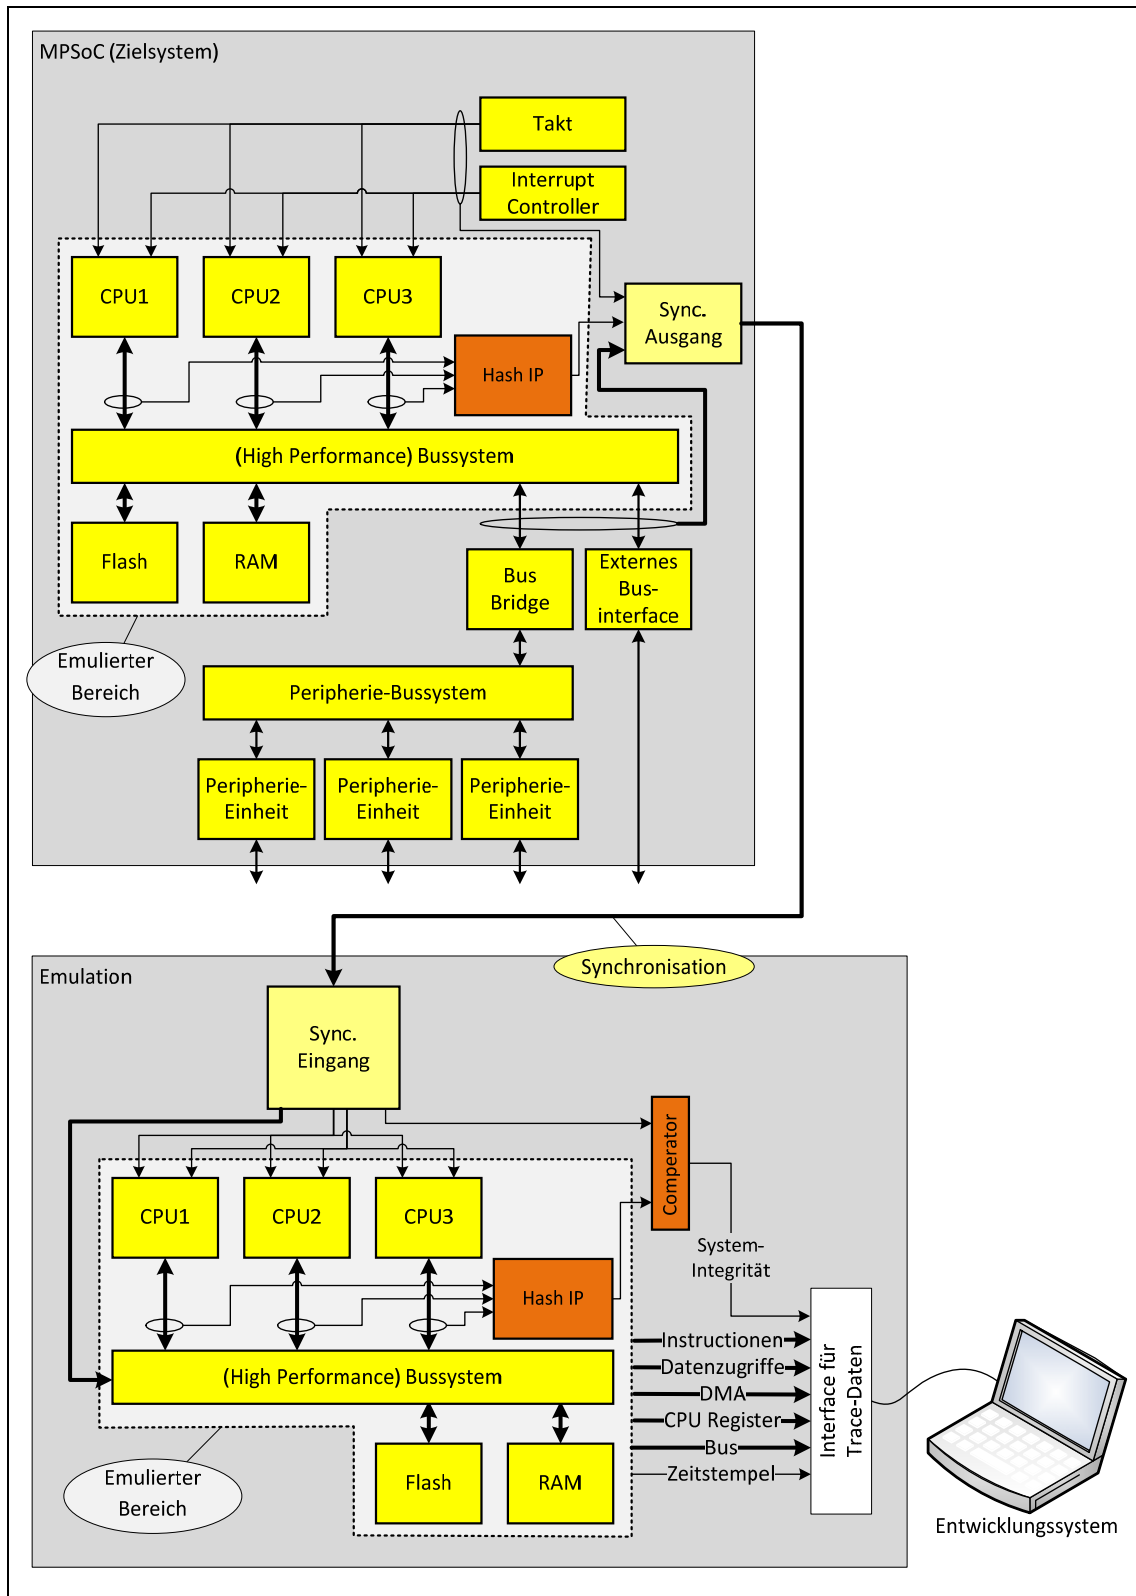 MPSoC (Zielsystem)
Takt
Interrupt
Controller
CPU1
CPU2
CPU3
Sync.
Ausgang
Hash IP
(High Performance) Bussystem
Flash
RAM
Bus
Bridge
Externes
Bus-
interface
Emulierter
Bereich
Peripherie-Bussystem
Peripherie-
Einheit
Peripherie-
Einheit
Peripherie-
Einheit
Synchronisation
Emulation
Sync.
Eingang
Comperator
CPU1
CPU2
CPU3
System-
Integrität
Hash IP
Instructionen
Datenzugriffe
DMA
CPU Register
Bus
Zeitstempel
Interface für
Trace-Daten
(High Performance) Bussystem
Flash
RAM
Emulierter
Bereich
Entwicklungssystem